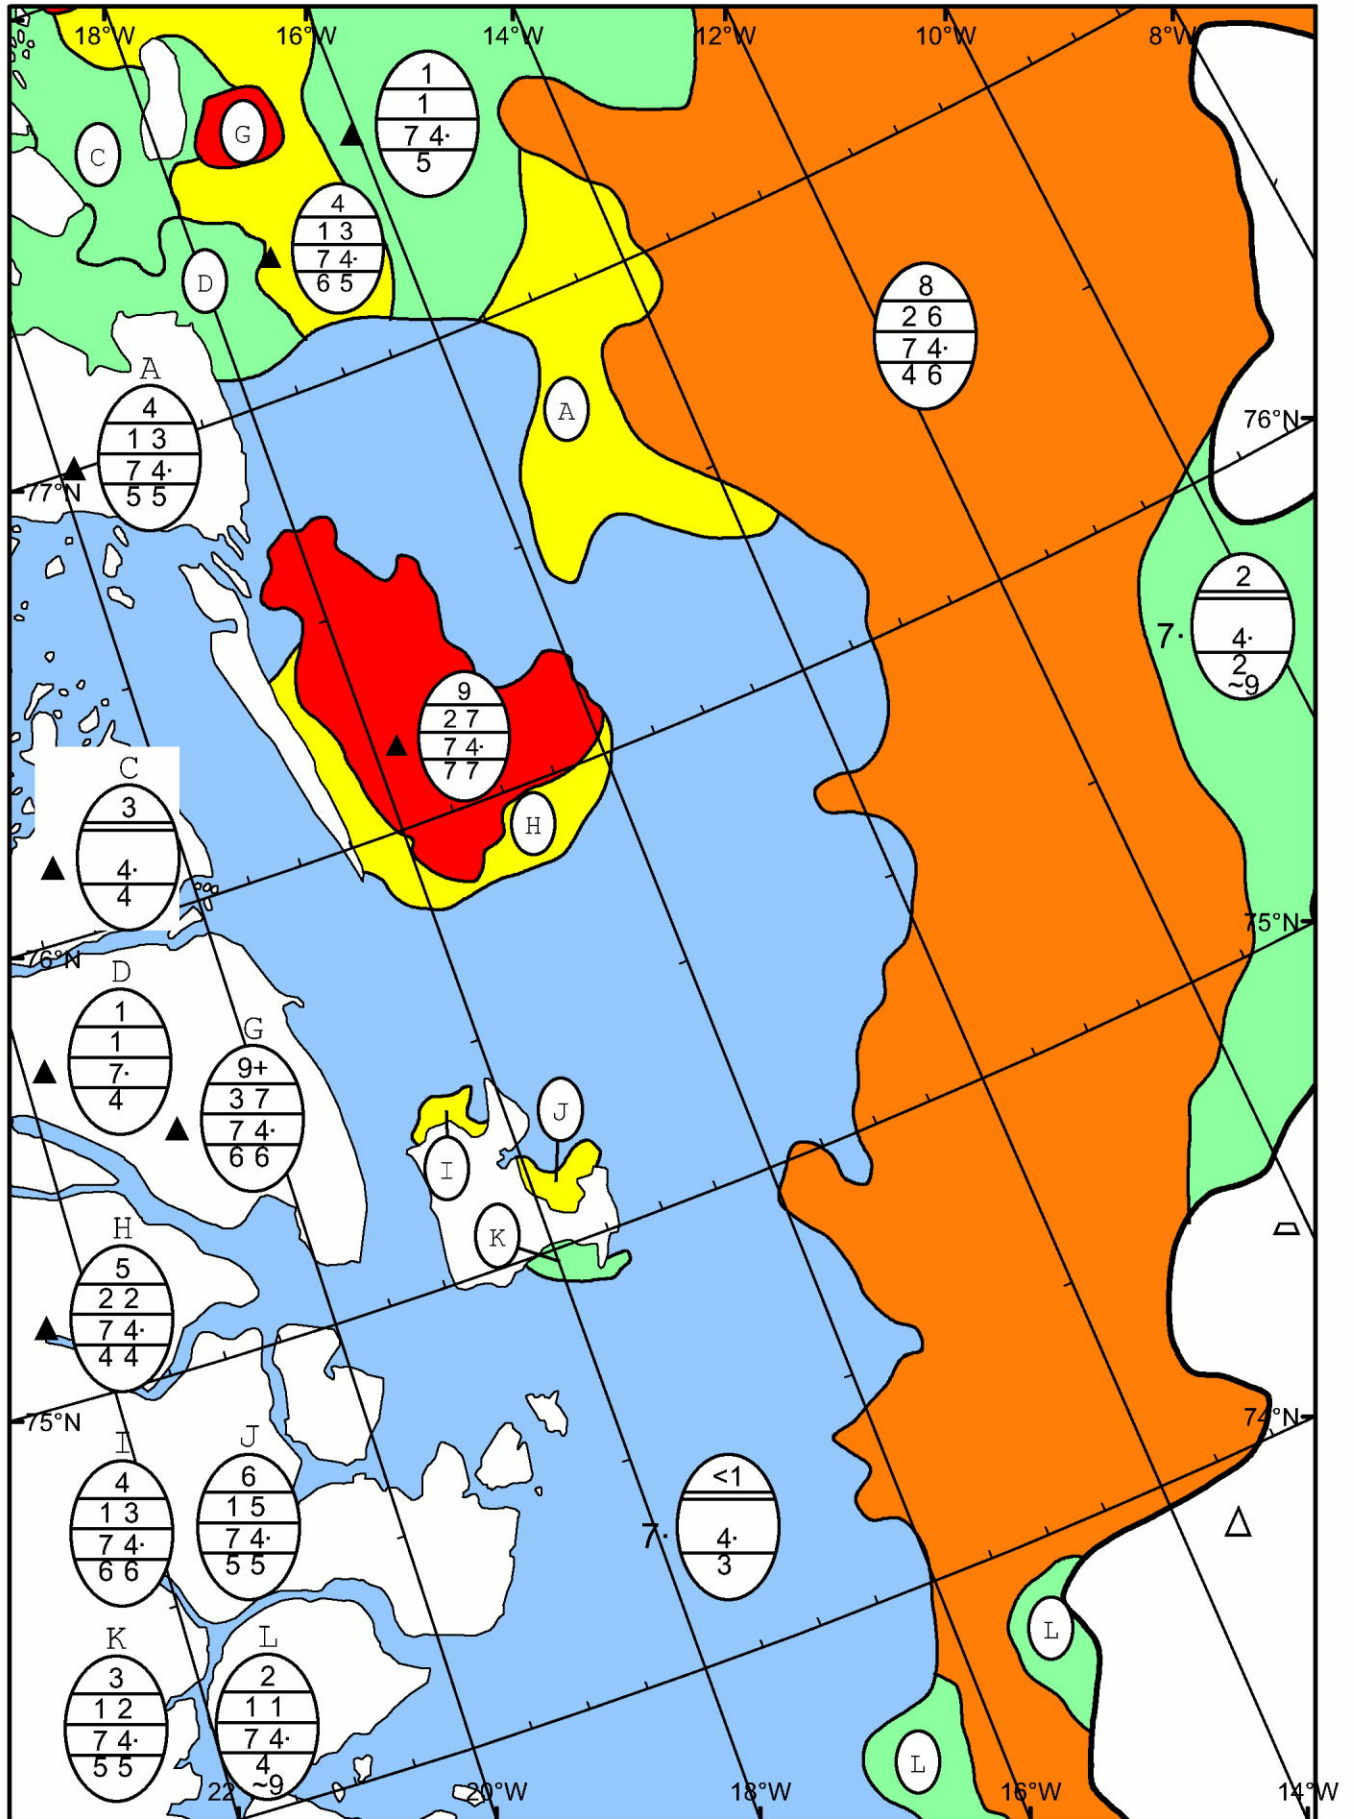 18°W 16°W 14°W 12°W 10°W 8°W
1
1
7 4·
5
G
C
4
1 3
7 4·
6 5
D
8
2 6
7 4·
4 6
A
4
1 3
7 4·
5 5
A
76°N
77°N
2
7· 4·
2
~9
9
2 7
7 4·
7 7
C
3
4·
4
H
75°N
76°N
D
1
1
7·
4
G
9+
3 7
7 4·
6 6
J
I
K
H
5
2 2
7 4·
4 4
75°N
74°N
I
4
1 3
7 4·
6 6
J
6
1 5
7 4·
5 5
<1
7· 4·
3
L
K
3
1 2
7 4·
5 5
L
2
1 1
7 4·
4
~9
L
22 20°W 18°W 16°W 14°W